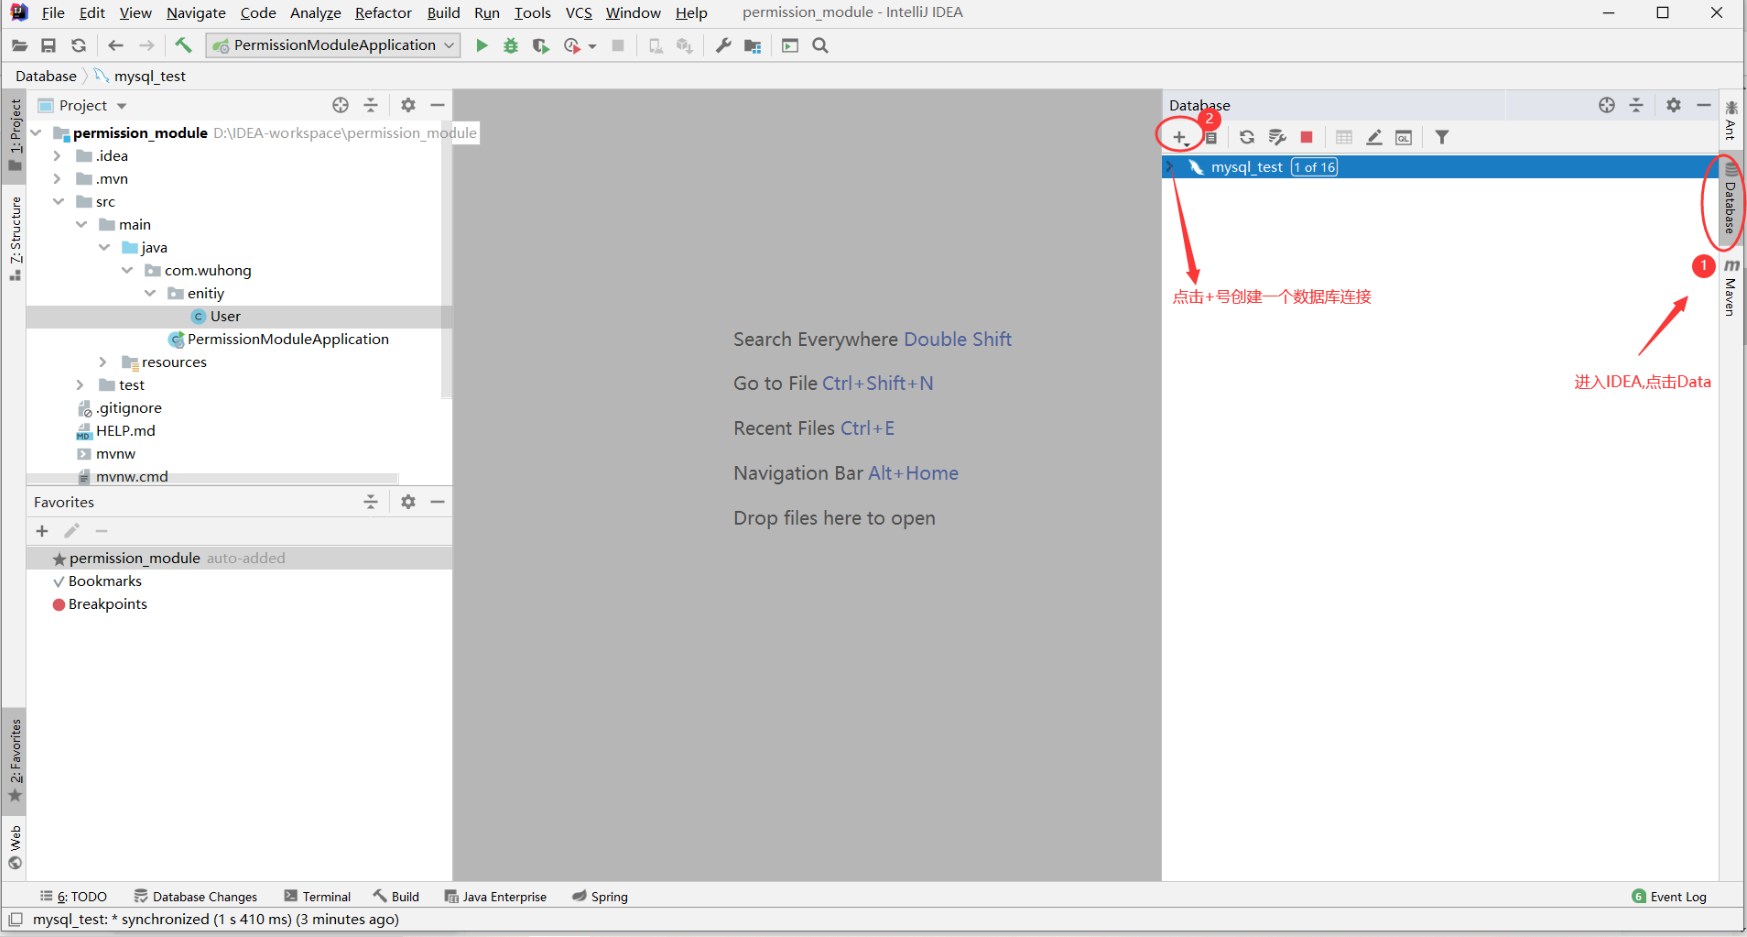 File Edit View Navigate Code Analyze Refactor Build Run Tools VCS Window Help permission_module - IntelliJ IDEA
PermissionModuleApplication
Database mysql_test
1: Project
7: Structure
2: Favorites
Web
Project
permission_module D:\IDEA-workspace\permission_module
.idea
.mvn
src
main
java
com.wuhong
enitiy
User
PermissionModuleApplication
resources
test
.gitignore
HELP.md
mvnw
mvnw.cmd
Favorites
permission_module auto-added
Bookmarks
Breakpoints
Search Everywhere Double Shift
Go to File Ctrl+Shift+N
Recent Files Ctrl+E
Navigation Bar Alt+Home
Drop files here to open
Database
2
QL
mysql_test 1 of 16
点击+号创建一个数据库连接
1
进入IDEA,点击Data
Ant
Database
m Maven
6: TODO Database Changes Terminal Build Java Enterprise Spring 6 Event Log
mysql_test: * synchronized (1 s 410 ms) (3 minutes ago)